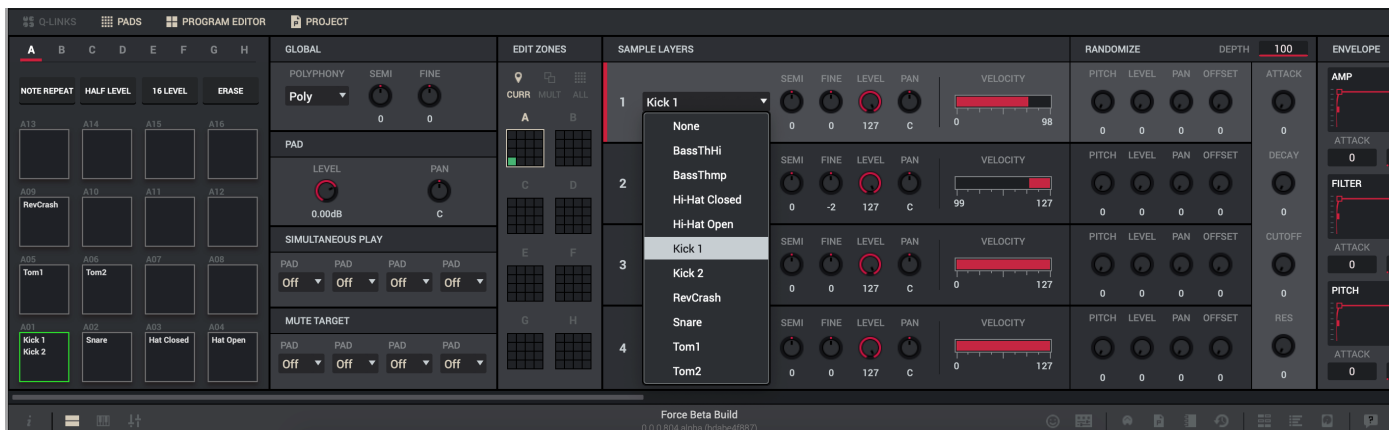 Q-LINKS PADS PROGRAM EDITOR PROJECT
A B C D E F G H GLOBAL EDIT ZONES SAMPLE LAYERS RANDOMIZE DEPTH 100 ENVELOPE
NOTE REPEAT HALF LEVEL 16 LEVEL ERASE
A13 A14 A15 A16
A09 A10 A11 A12
RevCrash
A05 A06 A07 A08
Tom1 Tom2
A01 A02 A03 A04
Kick 1 Snare Hat Closed Hat Open
Kick 2
POLYPHONY SEMI FINE
Poly
0 0
PAD
LEVEL PAN
0.00dB C
SIMULTANEOUS PLAY
PAD PAD PAD PAD
Off Off Off Off
MUTE TARGET
PAD PAD PAD PAD
Off Off Off Off
CURR MULT ALL
A B
C D
E F
G H
1 Kick 1
None
BassThHi
BassThmp
Hi-Hat Closed
Hi-Hat Open
Kick 1
Kick 2
RevCrash
Snare
Tom1
Tom2
SEMI FINE LEVEL PAN VELOCITY
0 0 127 C 0 98
2
SEMI FINE LEVEL PAN VELOCITY
0 -2 127 C 99 127
3
SEMI FINE LEVEL PAN VELOCITY
0 0 127 C 0 127
4
SEMI FINE LEVEL PAN VELOCITY
0 0 127 C 0 127
PITCH LEVEL PAN OFFSET ATTACK
0 0 0 0 0
PITCH LEVEL PAN OFFSET DECAY
0 0 0 0 0
PITCH LEVEL PAN OFFSET CUTOFF
0 0 0 0 0
PITCH LEVEL PAN OFFSET RES
0 0 0 0 0
AMP
ATTACK
0
FILTER
ATTACK
0
PITCH
ATTACK
0
Force Beta Build